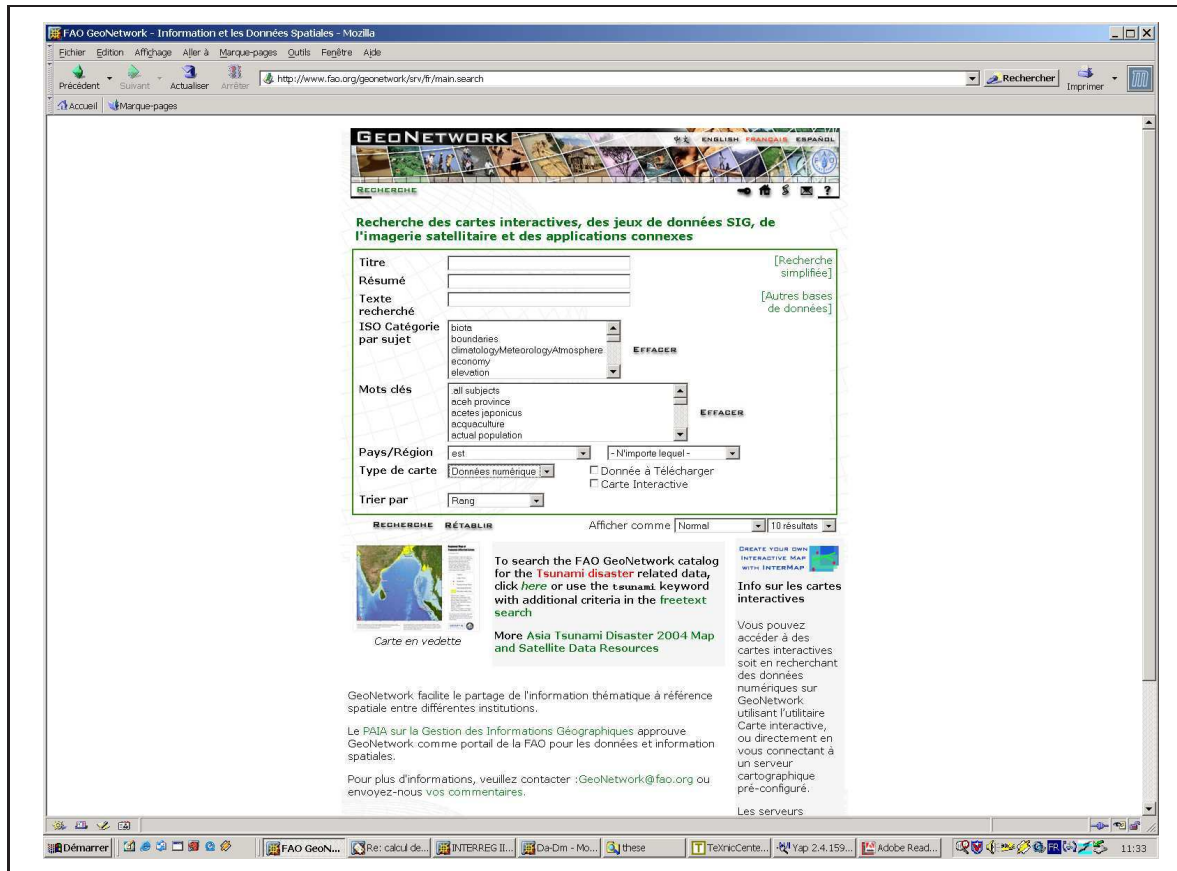 FAO GeoNetwork - Information et les Données Spatiales - Mozilla
Fichier Edition Affichage Aller à Marque-pages Outils Fenêtre Aide
Précédent Suivant Actualiser Arrêter http://www.fao.org/geonetwork/srv/fr/main.search Rechercher Imprimer
Accueil Marque-pages
GEONETWORK
中文 ENGLISH FRANÇAIS ESPAÑOL
RECHERCHE
Recherche des cartes interactives, des jeux de données SIG, de
l'imagerie satellitaire et des applications connexes
Titre
[Recherche
simplifiée]
Résumé
Texte
recherché
[Autres bases
de données]
ISO Catégorie
par sujet
biota
boundaries
climatologyMeteorologyAtmosphere
economy
elevation
EFFACER
Mots clés
all subjects
aceh province
acetes japonicus
acquaculture
actual population
EFFACER
Pays/Région est - N'importe lequel -
Type de carte Données numérique Donnée à Télécharger
Carte Interactive
Trier par Rang
RECHERCHE RÉTABLIR Afficher comme Normal 10 résultats
Carte en vedette
To search the FAO GeoNetwork catalog
for the Tsunami disaster related data,
click here or use the tsunami keyword
with additional criteria in the freetext
search
More Asia Tsunami Disaster 2004 Map
and Satellite Data Resources
CREATE YOUR OWN
INTERACTIVE MAP
WITH INTERMAP
Info sur les cartes
interactives
Vous pouvez
accéder à des
cartes interactives
soit en recherchant
des données
numériques sur
GeoNetwork
utilisant l'utilitaire
Carte interactive,
ou directement en
vous connectant à
un serveur
cartographique
pré-configuré.
Les serveurs
GeoNetwork facilite le partage de l'information thématique à référence
spatiale entre différentes institutions.
Le PAIA sur la Gestion des Informations Géographiques approuve
GeoNetwork comme portail de la FAO pour les données et information
spatiales.
Pour plus d'informations, veuillez contacter :GeoNetwork@fao.org ou
envoyez-nous vos commentaires.
Démarrer FAO GeoN... Re: calcul de... INTERREG II... Da-Dm - Mo... these TeXnicCente... Yap 2.4.159... Adobe Read... FR 11:33